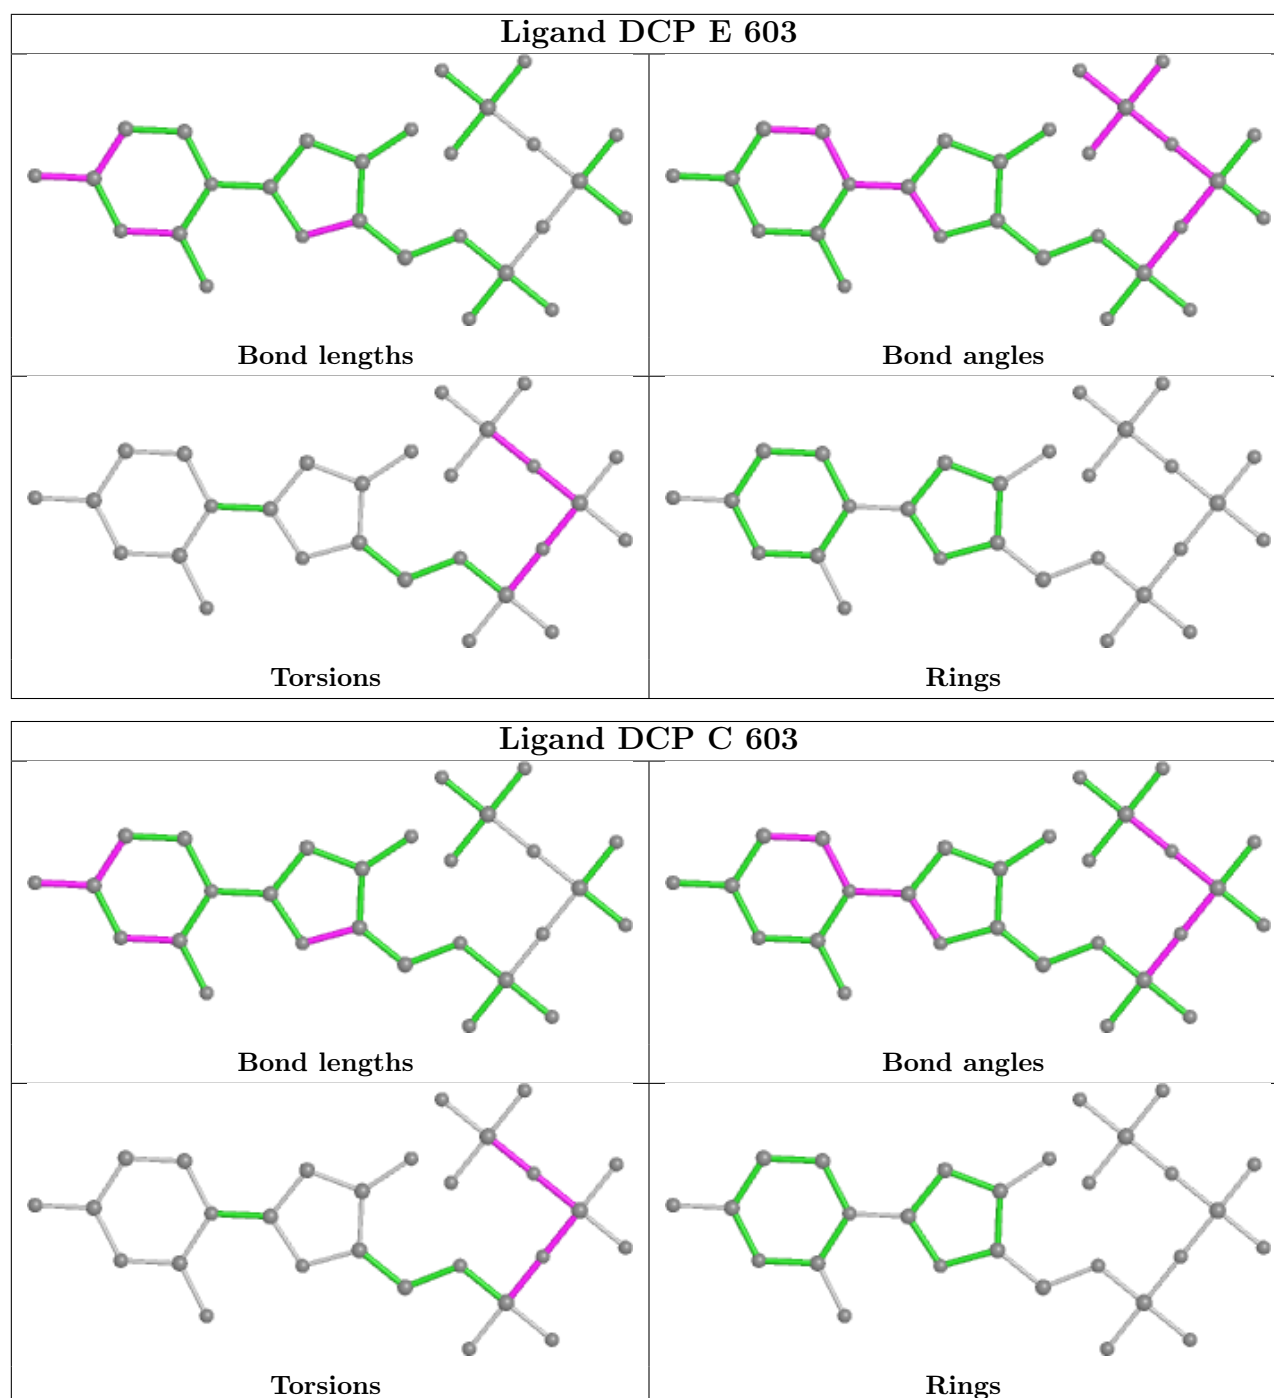 Ligand DCP E 603
Bond lengths
Bond angles
Torsions
Rings
Ligand DCP C 603
Bond lengths
Bond angles
Torsions
Rings